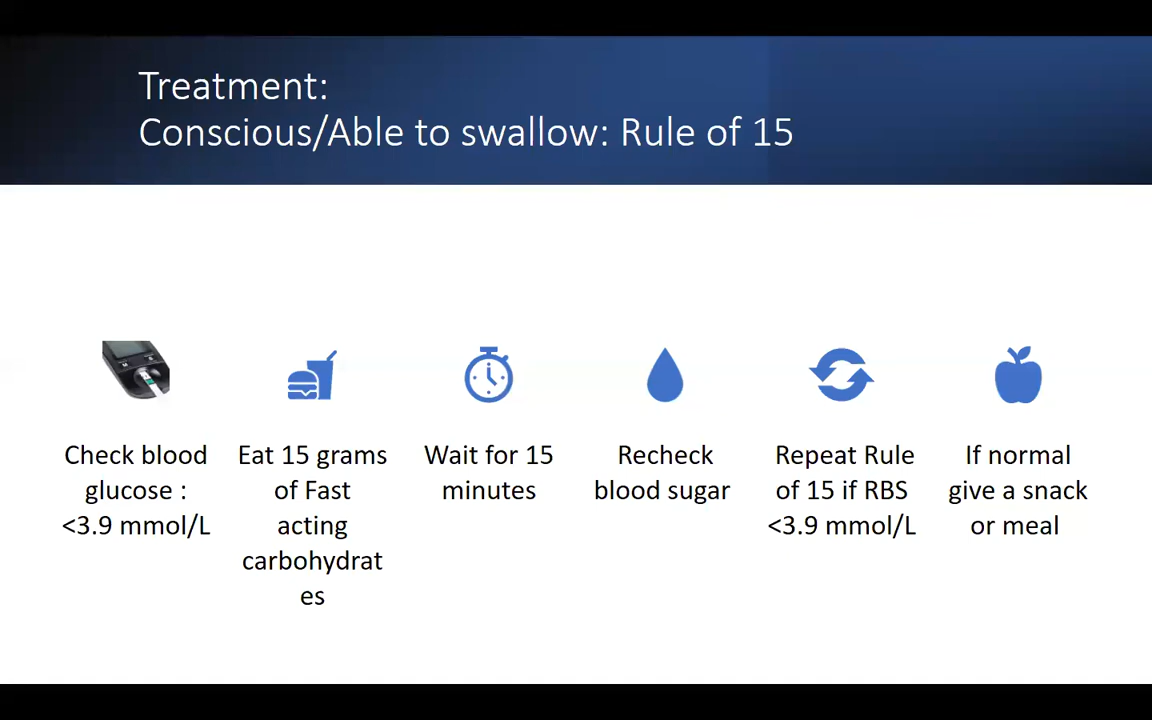 Treatment:
Conscious/Able to swallow: Rule of 15
Check blood
glucose :
<3.9 mmol/L
Eat 15 grams
of Fast
acting
carbohydrat
es
Wait for 15
minutes
Recheck
blood sugar
Repeat Rule
of 15 if RBS
<3.9 mmol/L
If normal
give a snack
or meal